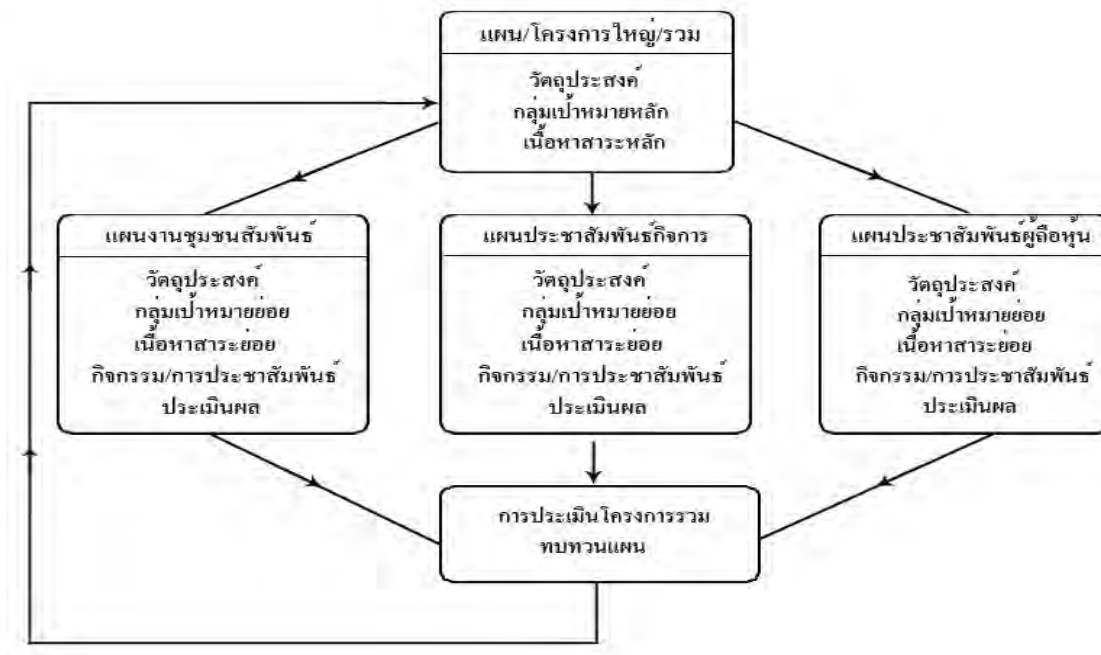 แผน/โครงการใหญ่/รวม
วัตถุประสงค์
กลุ่มเป้าหมายหลัก
เนื้อหาสาระหลัก
แผนงานชุมชนสัมพันธ์
วัตถุประสงค์
กลุ่มเป้าหมายย่อย
เนื้อหาสาระย่อย
กิจกรรม/การประชาสัมพันธ์
ประเมินผล
แผนประชาสัมพันธ์กิจการ
วัตถุประสงค์
กลุ่มเป้าหมายย่อย
เนื้อหาสาระย่อย
กิจกรรม/การประชาสัมพันธ์
ประเมินผล
แผนประชาสัมพันธ์ผู้ถือหุ้น
วัตถุประสงค์
กลุ่มเป้าหมายย่อย
เนื้อหาสาระย่อย
กิจกรรม/การประชาสัมพันธ์
ประเมินผล
การประเมินโครงการรวม
ทบทวนแผน